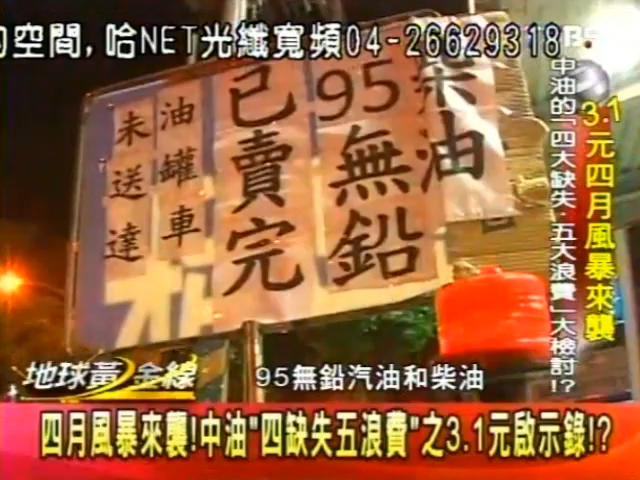 的空間,哈NET光纖寬頻04-26629318
柴油
95無鉛
已賣完
油罐車
未送達
3.1元四月風暴來襲
中油的「四大缺失·五大浪費」大檢討!?
地球黃金線
95無鉛汽油和柴油
四月風暴來襲!中油"四缺失五浪費"之3.1元啟示錄!?